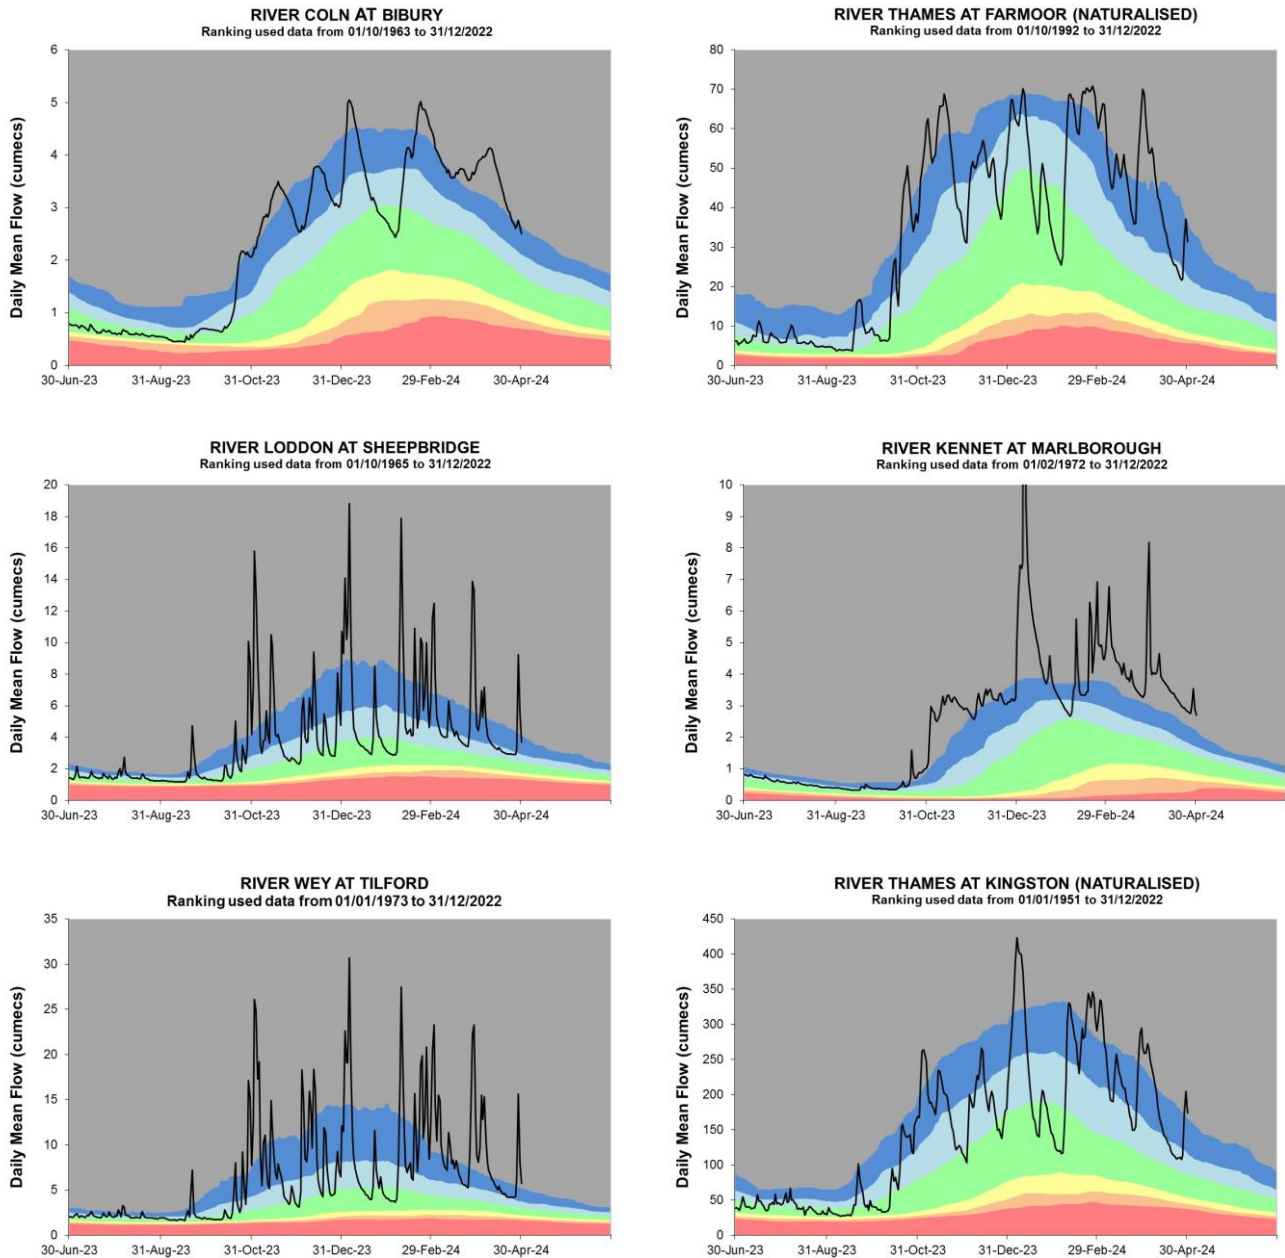 RIVER COLN AT BIBURY
Ranking used data from 01/10/1963 to 31/12/2022
Daily Mean Flow (cumecs)
6
5
4
3
2
1
0
30-Jun-23 31-Aug-23 31-Oct-23 31-Dec-23 29-Feb-24 30-Apr-24
RIVER THAMES AT FARMOOR (NATURALISED)
Ranking used data from 01/10/1992 to 31/12/2022
Daily Mean Flow (cumecs)
80
70
60
50
40
30
20
10
0
30-Jun-23 31-Aug-23 31-Oct-23 31-Dec-23 29-Feb-24 30-Apr-24
RIVER LODDON AT SHEEPBRIDGE
Ranking used data from 01/10/1965 to 31/12/2022
Daily Mean Flow (cumecs)
20
18
16
14
12
10
8
6
4
2
0
30-Jun-23 31-Aug-23 31-Oct-23 31-Dec-23 29-Feb-24 30-Apr-24
RIVER KENNET AT MARLBOROUGH
Ranking used data from 01/02/1972 to 31/12/2022
Daily Mean Flow (cumecs)
10
9
8
7
6
5
4
3
2
1
0
30-Jun-23 31-Aug-23 31-Oct-23 31-Dec-23 29-Feb-24 30-Apr-24
RIVER WEY AT TILFORD
Ranking used data from 01/01/1973 to 31/12/2022
Daily Mean Flow (cumecs)
35
30
25
20
15
10
5
0
30-Jun-23 31-Aug-23 31-Oct-23 31-Dec-23 29-Feb-24 30-Apr-24
RIVER THAMES AT KINGSTON (NATURALISED)
Ranking used data from 01/01/1951 to 31/12/2022
Daily Mean Flow (cumecs)
450
400
350
300
250
200
150
100
50
0
30-Jun-23 31-Aug-23 31-Oct-23 31-Dec-23 29-Feb-24 30-Apr-24